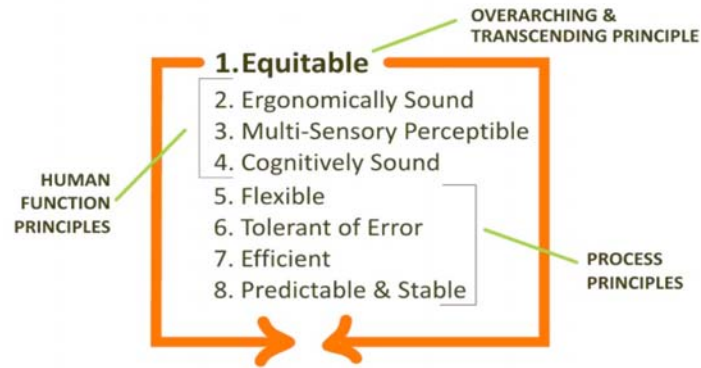 OVERARCHING &
TRANSCENDING PRINCIPLE
1.Equitable
2. Ergonomically Sound
3. Multi-Sensory Perceptible
4. Cognitively Sound
HUMAN
FUNCTION
PRINCIPLES
5. Flexible
6. Tolerant of Error
7. Efficient
8. Predictable & Stable
PROCESS
PRINCIPLES